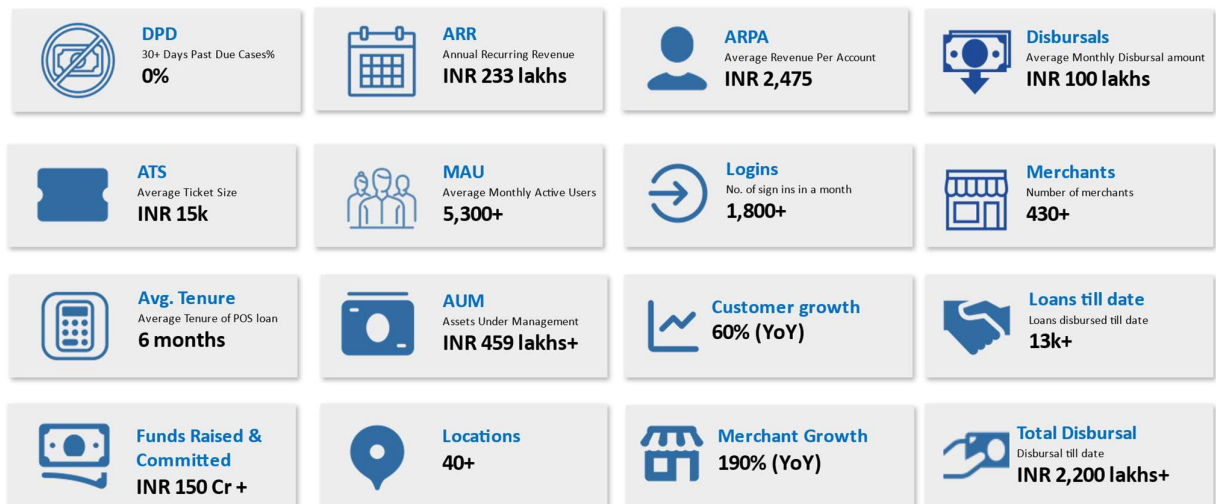 DPD
30+ Days Past Due Cases%
0%
ARR
Annual Recurring Revenue
INR 233 lakhs
ARPA
Average Revenue Per Account
INR 2,475
Disbursals
Average Monthly Disbursal amount
INR 100 lakhs
ATS
Average Ticket Size
INR 15k
MAU
Average Monthly Active Users
5,300+
Logins
No. of sign ins in a month
1,800+
Merchants
Number of merchants
430+
Avg. Tenure
Average Tenure of POS loan
6 months
AUM
Assets Under Management
INR 459 lakhs+
Customer growth
60% (YoY)
Loans till date
Loans disbursed till date
13k+
Funds Raised &
Committed
INR 150 Cr +
Locations
40+
Merchant Growth
190% (YoY)
Total Disbursal
Disbursal till date
INR 2,200 lakhs+